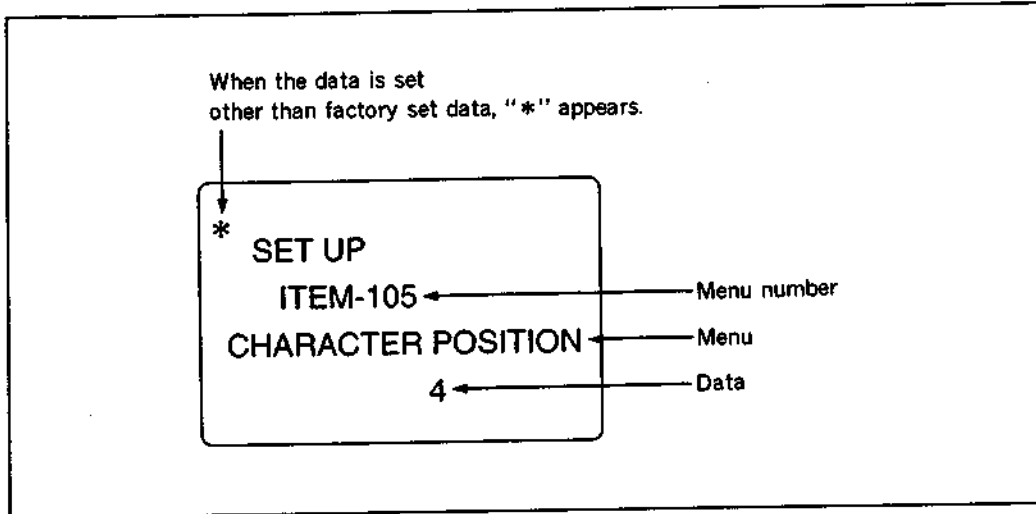 When the data is set
other than factory set data, "*" appears.
*
SET UP
ITEM-105
Menu number
CHARACTER POSITION
Menu
4
Data